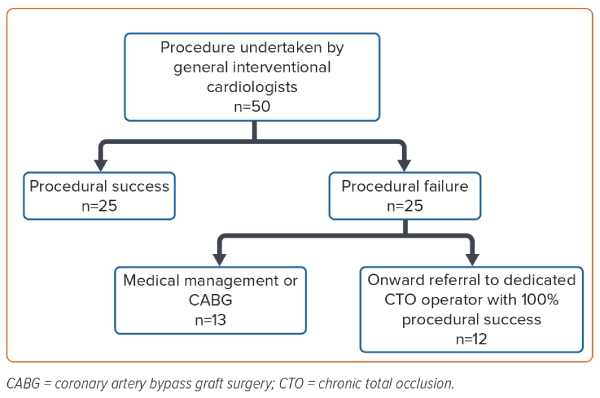 Procedure undertaken by
general interventional
cardiologists
n=50
Procedural success
n=25
Procedural failure
n=25
Medical management or
CABG
n=13
Onward referral to dedicated
CTO operator with 100%
procedural success
n=12
CABG = coronary artery bypass graft surgery; CTO = chronic total occlusion.